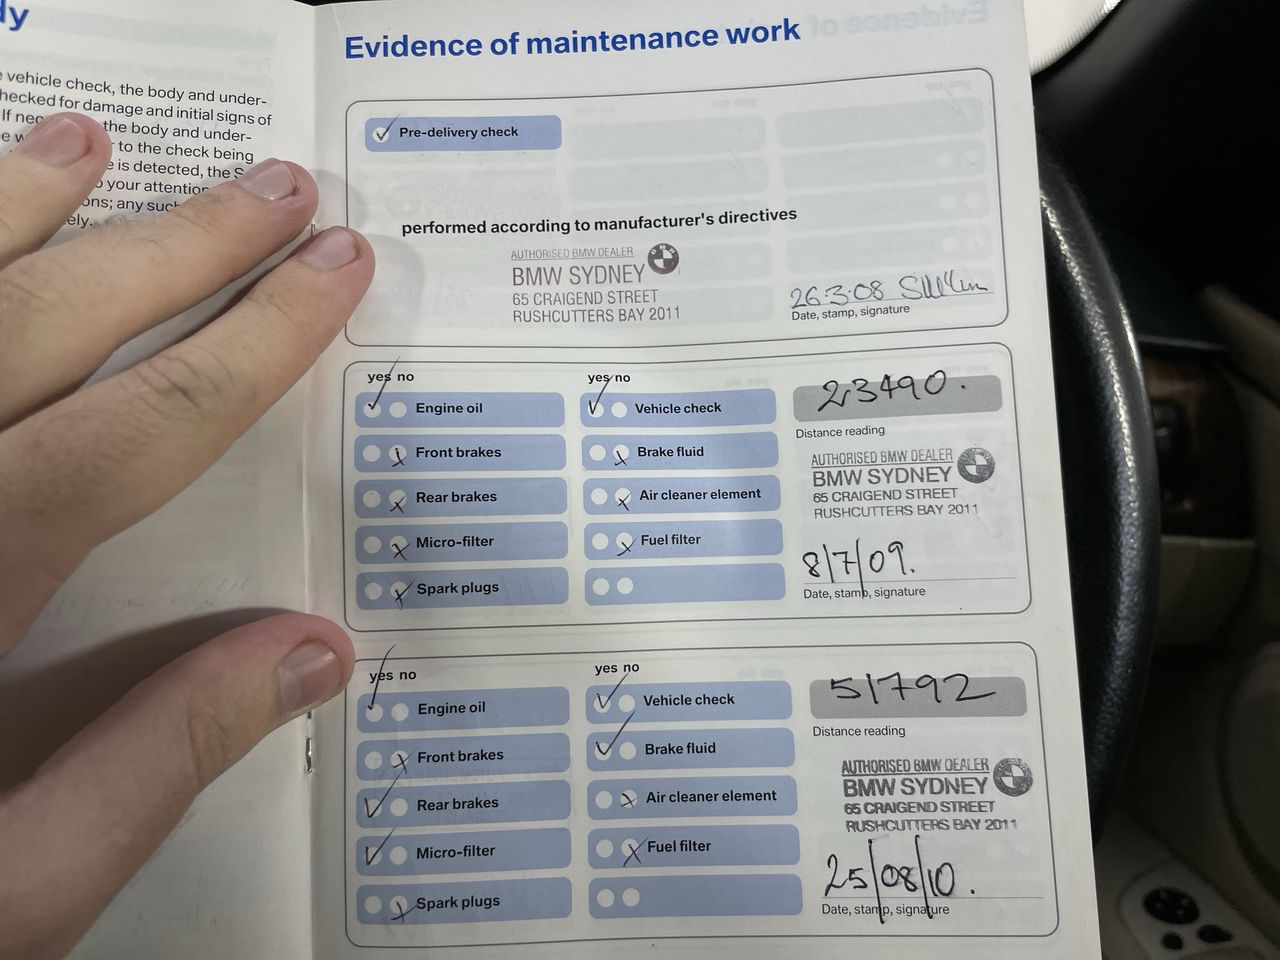 dy
e vehicle check, the body and under-
hecked for damage and initial signs of
If nec the body and under-
e w r to the check being
e is detected, the S
o your attention
ons; any such
ely.
Evidence of maintenance work
Pre-delivery check
performed according to manufacturer's directives
AUTHORISED BMW DEALER
BMW SYDNEY
65 CRAIGEND STREET
RUSHCUTTERS BAY 2011
26·3·08
Date, stamp, signature
yes no
Engine oil
Front brakes
Rear brakes
Micro-filter
Spark plugs
yes no
Vehicle check
Brake fluid
Air cleaner element
Fuel filter
23490.
Distance reading
AUTHORISED BMW DEALER
BMW SYDNEY
65 CRAIGEND STREET
RUSHCUTTERS BAY 2011
8/7/09.
Date, stamp, signature
yes no
Engine oil
Front brakes
Rear brakes
Micro-filter
Spark plugs
yes no
Vehicle check
Brake fluid
Air cleaner element
Fuel filter
51792
Distance reading
AUTHORISED BMW DEALER
BMW SYDNEY
65 CRAIGEND STREET
RUSHCUTTERS BAY 2011
25/08/10.
Date, stamp, signature